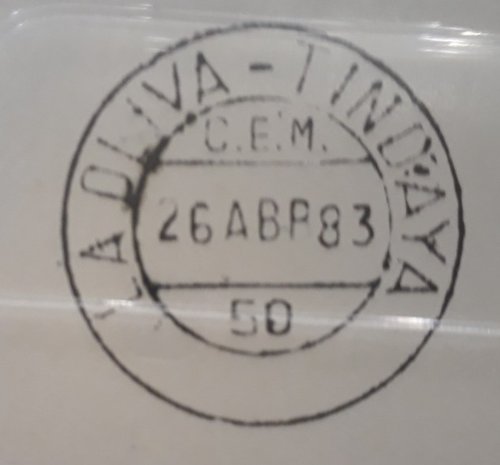 LA OLIVA - TINDAYA
C.E.M.
26 ABR 83
50